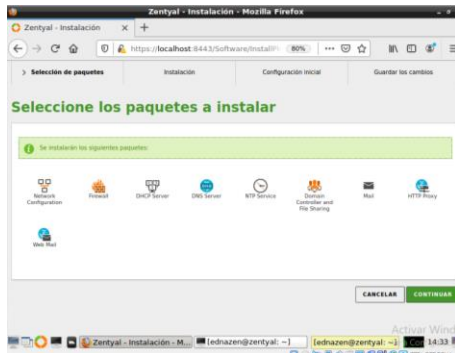 Zentyal - Instalación - Mozilla Firefox
Zentyal - Instalación
https://localhost:8443/Software/InstallP
80%
Selección de paquetes
Instalación
Configuración inicial
Guardar los cambios
Seleccione los paquetes a instalar
Se instalarán los siguientes paquetes:
Network Configuration
Firewall
DHCP Server
DNS Server
NTP Service
Domain Controller and File Sharing
Mail
HTTP Proxy
Web Mail
CANCELAR
CONTINUAR
Activar Wind
Zentyal - Instalación - M...
[ednazen@zentyal: ~]
[ednazen@zentyal: ~]
14:33